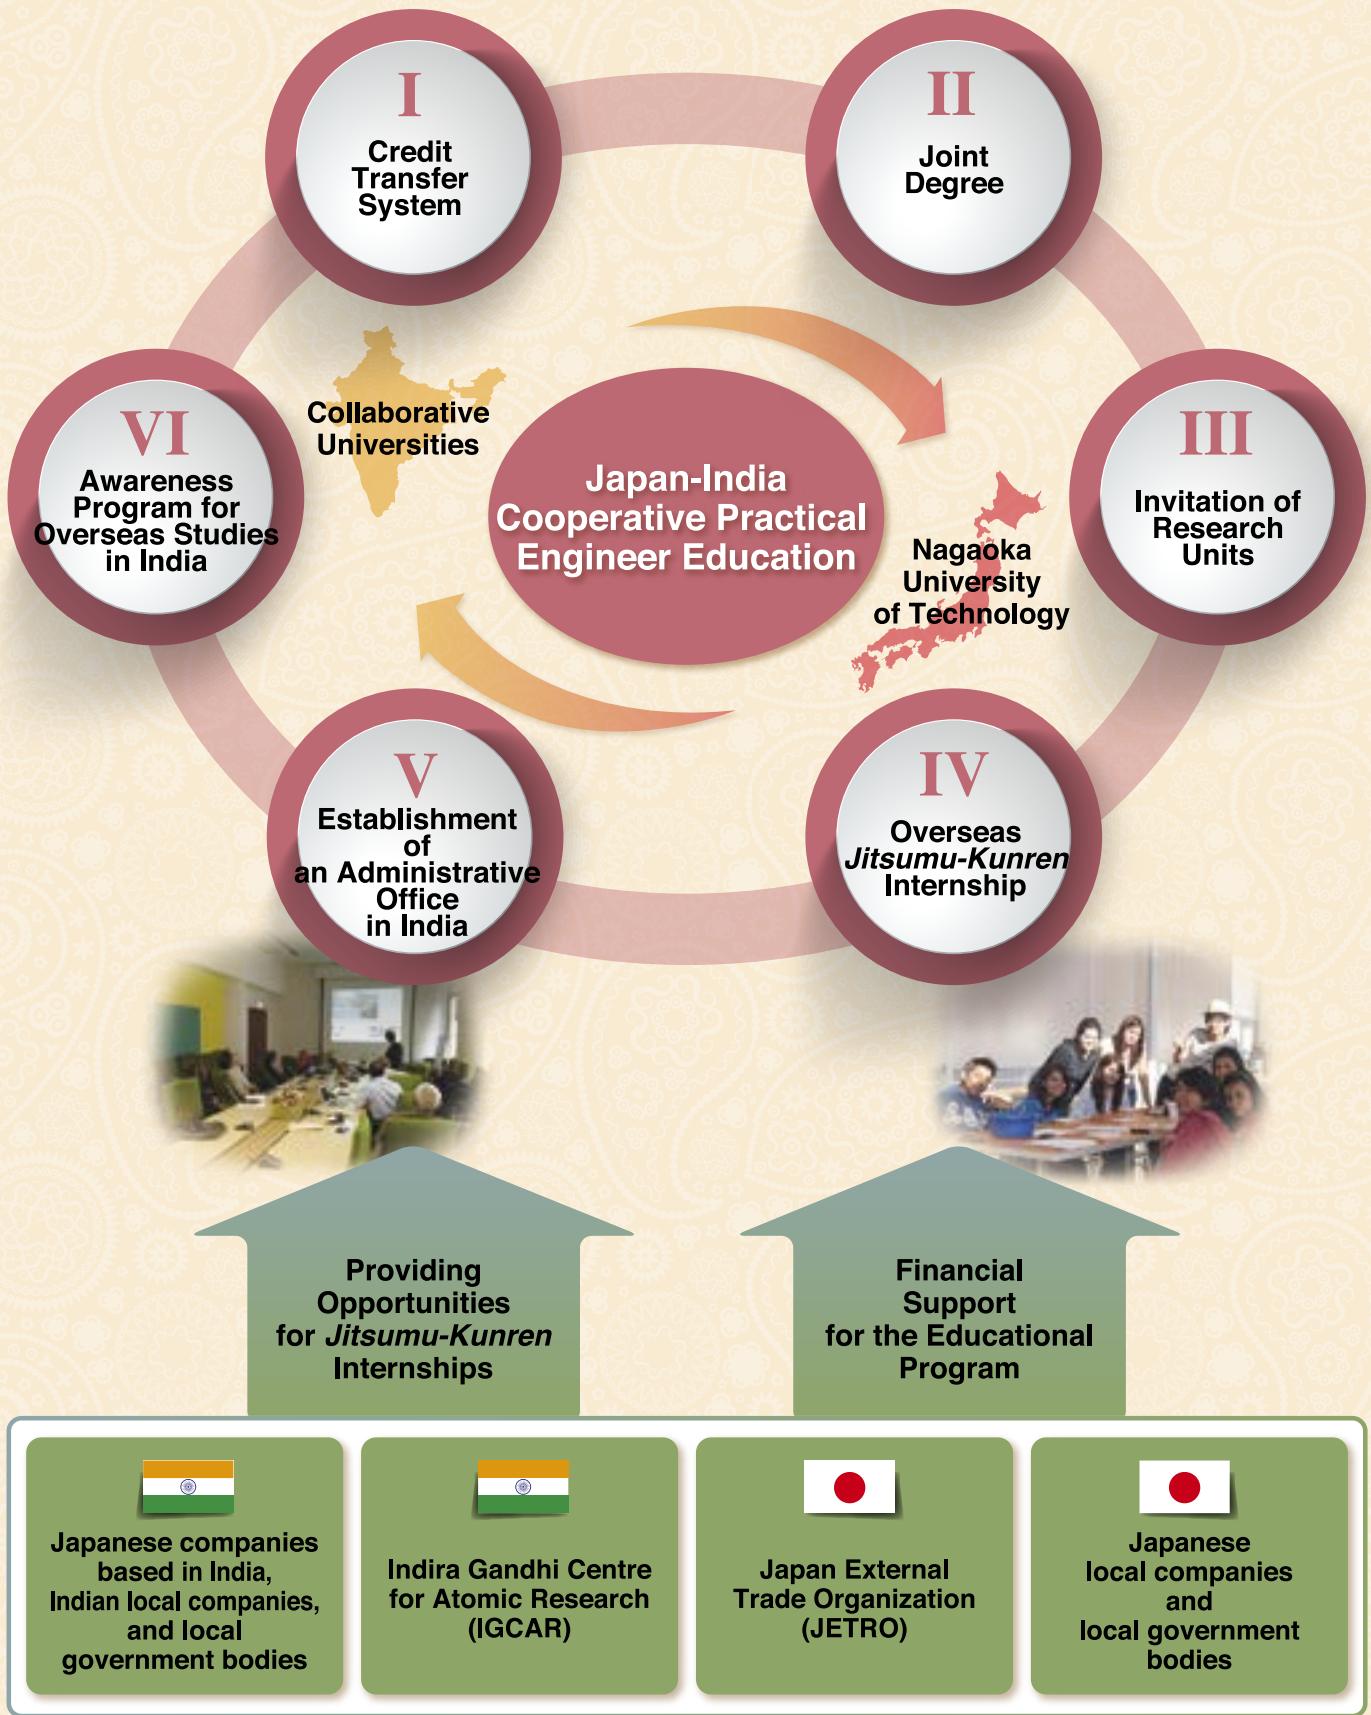 I
Credit
Transfer
System
II
Joint
Degree
III
Invitation of
Research
Units
IV
Overseas
Jitsumu-Kunren
Internship
V
Establishment
of
an Administrative
Office
in India
VI
Awareness
Program for
Overseas Studies
in India
Collaborative
Universities
Japan-India
Cooperative Practical
Engineer Education
Nagaoka
University
of Technology
Providing
Opportunities
for Jitsumu-Kunren
Internships
Financial
Support
for the Educational
Program
Japanese companies
based in India,
Indian local companies,
and local
government bodies
Indira Gandhi Centre
for Atomic Research
(IGCAR)
Japan External
Trade Organization
(JETRO)
Japanese
local companies
and
local government
bodies